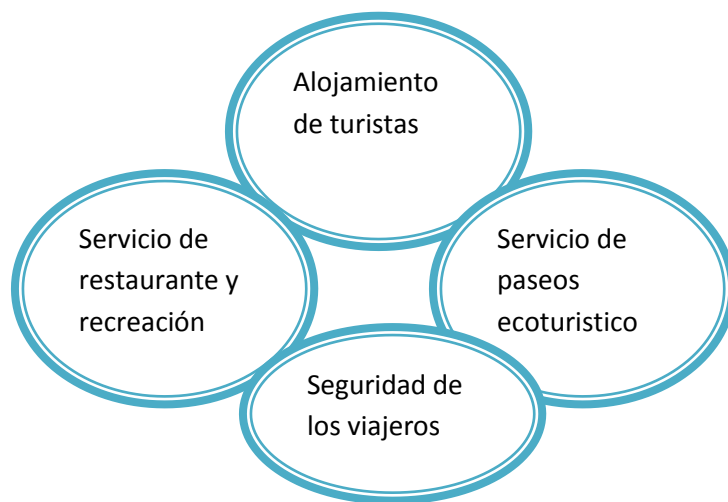 Alojamiento
de turistas
Servicio de
restaurante y
recreación
Servicio de
paseos
ecoturistico
Seguridad de
los viajeros